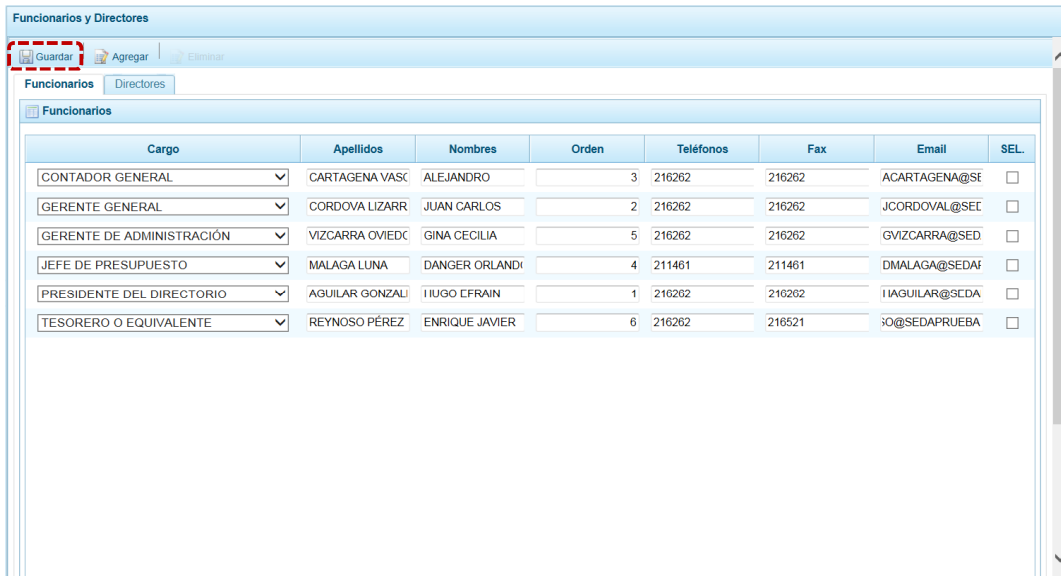 Funcionarios y Directores
Guardar Agregar Eliminar
Funcionarios Directores
Funcionarios
Cargo Apellidos Nombres Orden Teléfonos Fax Email SEL.
CONTADOR GENERAL CARTAGENA VASC ALEJANDRO 3 216262 216262 ACARTAGENA@SE
GERENTE GENERAL CORDOVA LIZARR JUAN CARLOS 2 216262 216262 JCORDOVAL@SED
GERENTE DE ADMINISTRACIÓN VIZCARRA OVIEDO GINA CECILIA 5 216262 216262 GVIZCARRA@SED
JEFE DE PRESUPUESTO MALAGA LUNA DANGER ORLANDO 4 211461 211461 DMALAGA@SEDAP
PRESIDENTE DEL DIRECTORIO AGUILAR GONZAL HUGO EFRAIN 1 216262 216262 HAGUILAR@SEDA
TESORERO O EQUIVALENTE REYNOSO PÉREZ ENRIQUE JAVIER 6 216262 216521 SO@SEDAPRUEBA